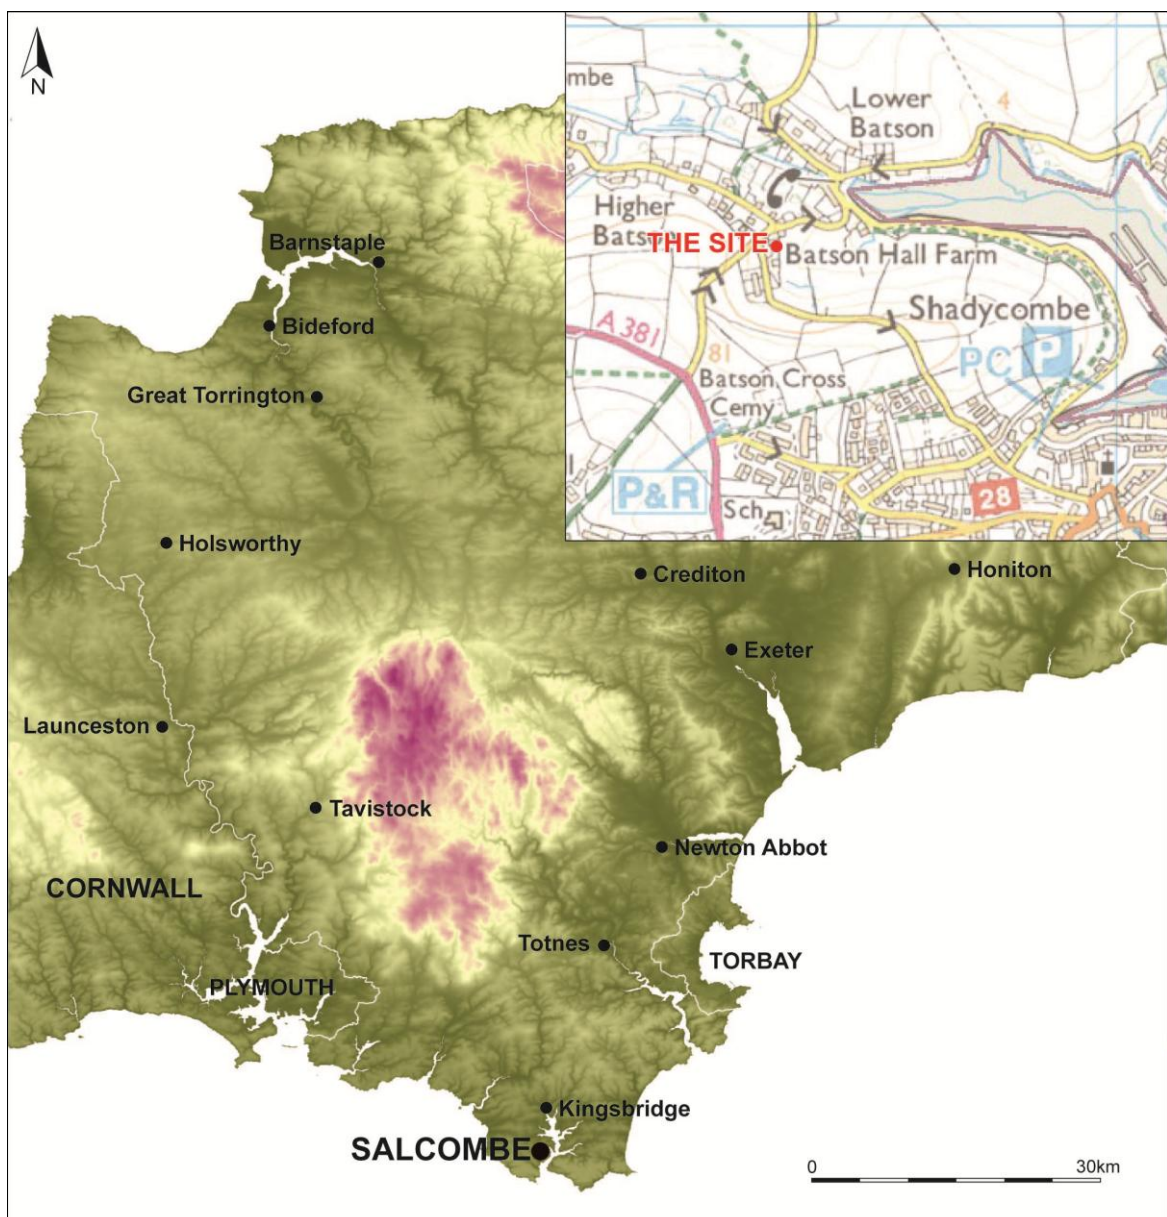 N
mbe
Lower
Batson
4
Higher
Bats
THE SITE
Batson Hall Farm
Shadycombe
A 381
81
PC
P
Batson Cross
Cemy
P&R
Sch
28
Barnstaple
Bideford
Great Torrington
Holsworthy
Crediton
Honiton
Exeter
Launceston
Tavistock
Newton Abbot
CORNWALL
Totnes
TORBAY
PLYMOUTH
Kingsbridge
SALCOMBE
0 30km